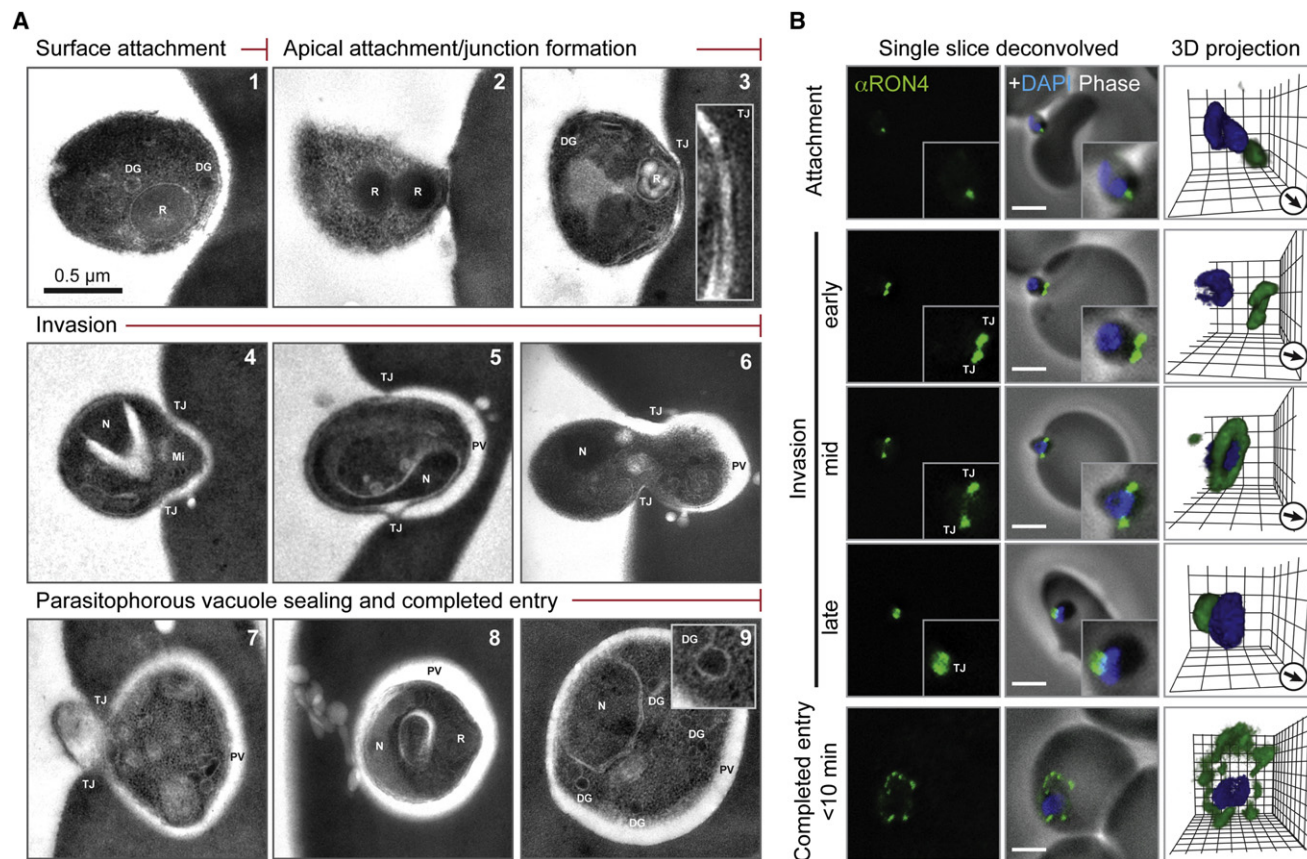 A
Surface attachment
Apical attachment/junction formation
1
DG
DG
R
0.5 µm
2
R
R
3
DG
TJ
R
TJ
Invasion
4
N
TJ
Mi
TJ
5
TJ
PV
N
TJ
6
TJ
N
PV
TJ
Parasitophorous vacuole sealing and completed entry
7
TJ
PV
TJ
8
PV
N
R
9
DG
N
DG
DG
PV
DG
DG
B
Single slice deconvolved
3D projection
αRON4
+DAPI Phase
Attachment
Invasion
early
TJ
TJ
mid
TJ
TJ
late
TJ
Completed entry
<10 min